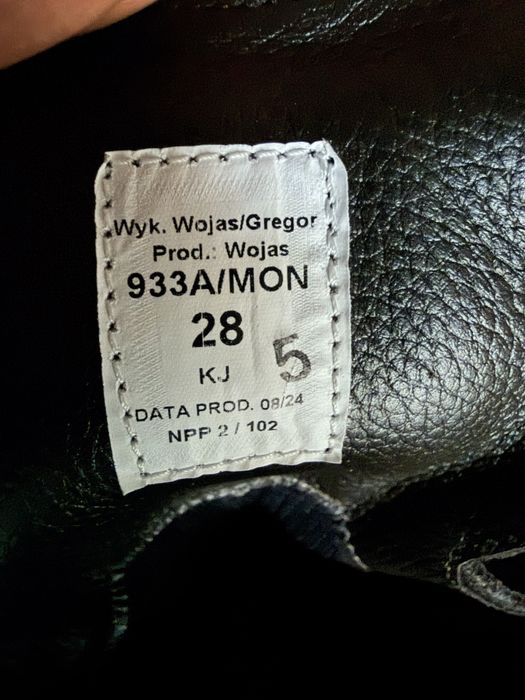 Wyk. Wojas/Gregor
Prod.: Wojas
933A/MON
28
KJ 5
DATA PROD. 08/24
NPP 2 / 102